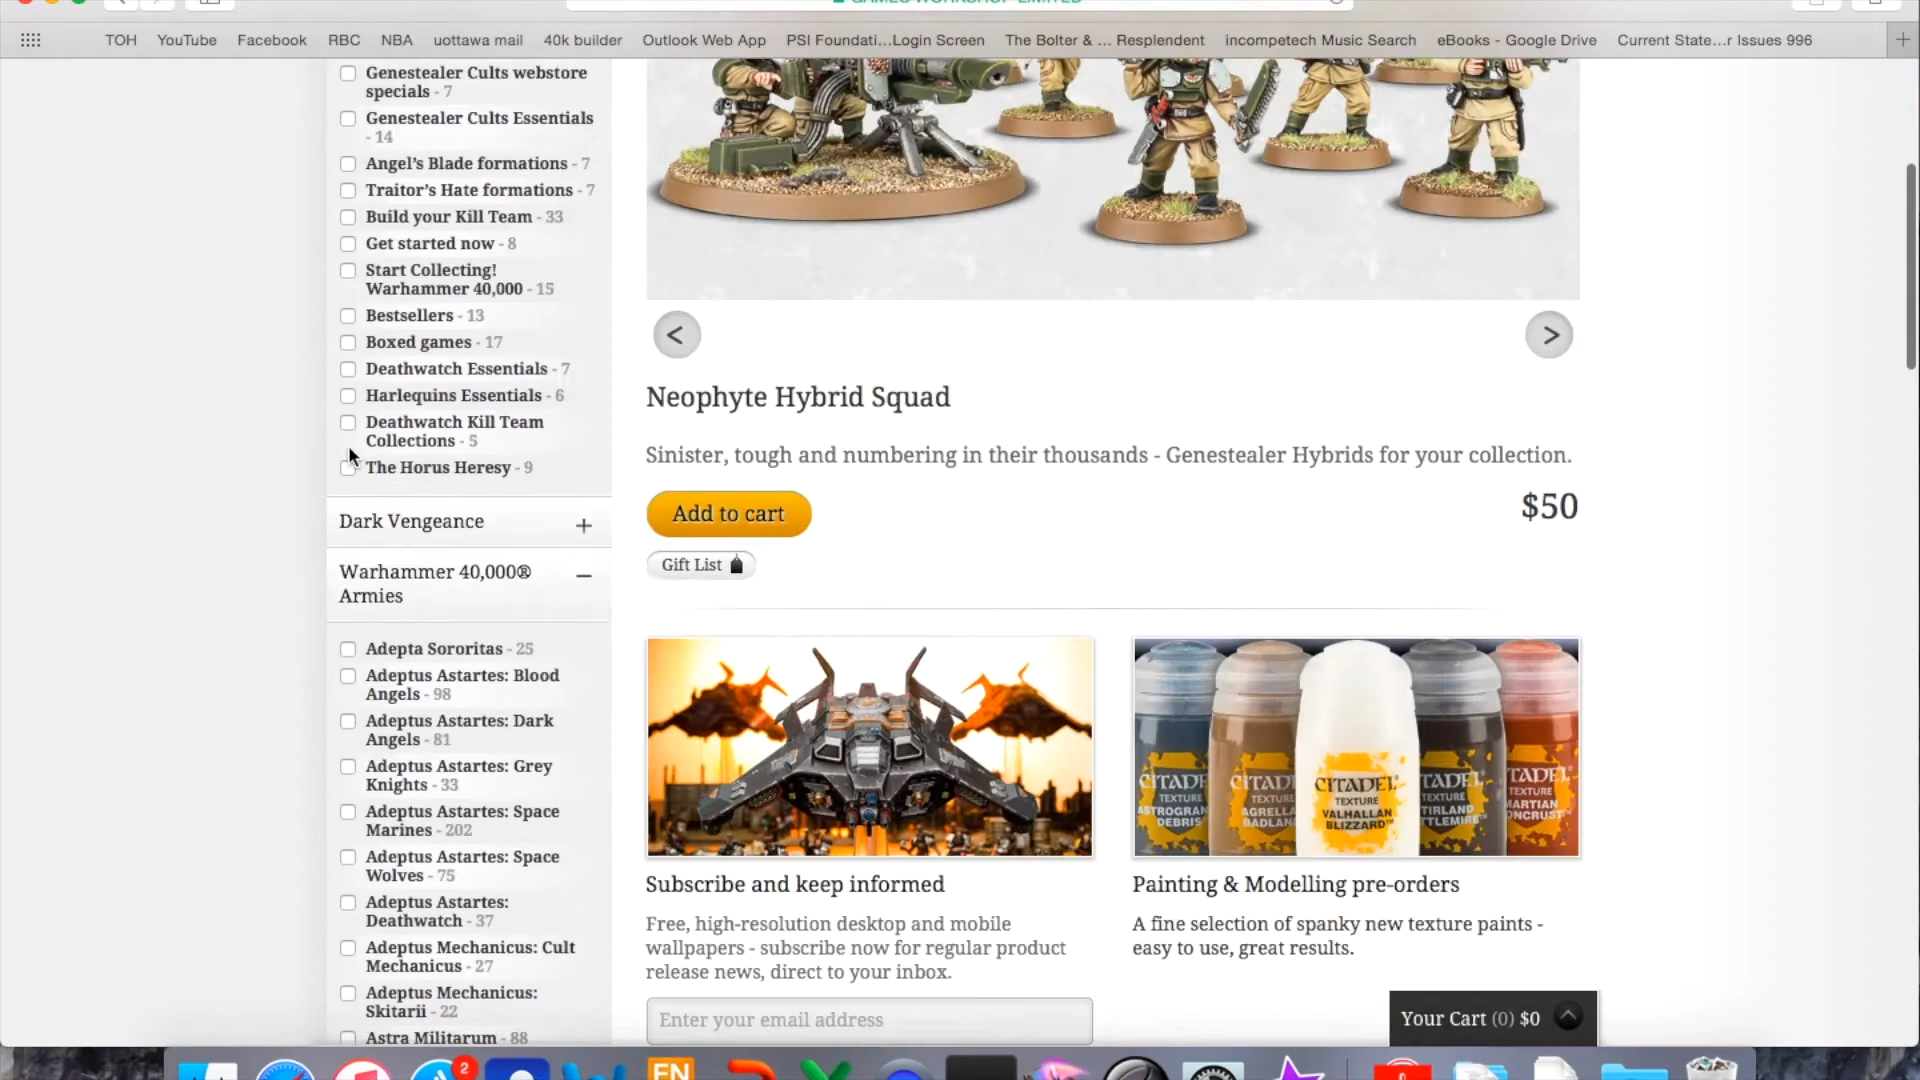 TOH YouTube Facebook RBC NBA uottawa mail 40k builder Outlook Web App PSI Foundati...Login Screen The Bolter & ... Resplendent incompetech Music Search eBooks - Google Drive Current State...r Issues 996
Genestealer Cults webstore
specials - 7
Genestealer Cults Essentials
- 14
Angel's Blade formations - 7
Traitor's Hate formations - 7
Build your Kill Team - 33
Get started now - 8
Start Collecting!
Warhammer 40,000 - 15
Bestsellers - 13
Boxed games - 17
Deathwatch Essentials - 7
Harlequins Essentials - 6
Deathwatch Kill Team
Collections - 5
The Horus Heresy - 9
Dark Vengeance
Warhammer 40,000®
Armies
Adepta Sororitas - 25
Adeptus Astartes: Blood
Angels - 98
Adeptus Astartes: Dark
Angels - 81
Adeptus Astartes: Grey
Knights - 33
Adeptus Astartes: Space
Marines - 202
Adeptus Astartes: Space
Wolves - 75
Adeptus Astartes:
Deathwatch - 37
Adeptus Mechanicus: Cult
Mechanicus - 27
Adeptus Mechanicus:
Skitarii - 22
Astra Militarum - 88
< >
Neophyte Hybrid Squad
Sinister, tough and numbering in their thousands - Genestealer Hybrids for your collection.
Add to cart
$50
Gift List
CITADEL
TEXTURE
VALHALLAN
BLIZZARD™
Subscribe and keep informed
Free, high-resolution desktop and mobile
wallpapers - subscribe now for regular product
release news, direct to your inbox.
Enter your email address
Painting & Modelling pre-orders
A fine selection of spanky new texture paints -
easy to use, great results.
Your Cart (0) $0
2
EN